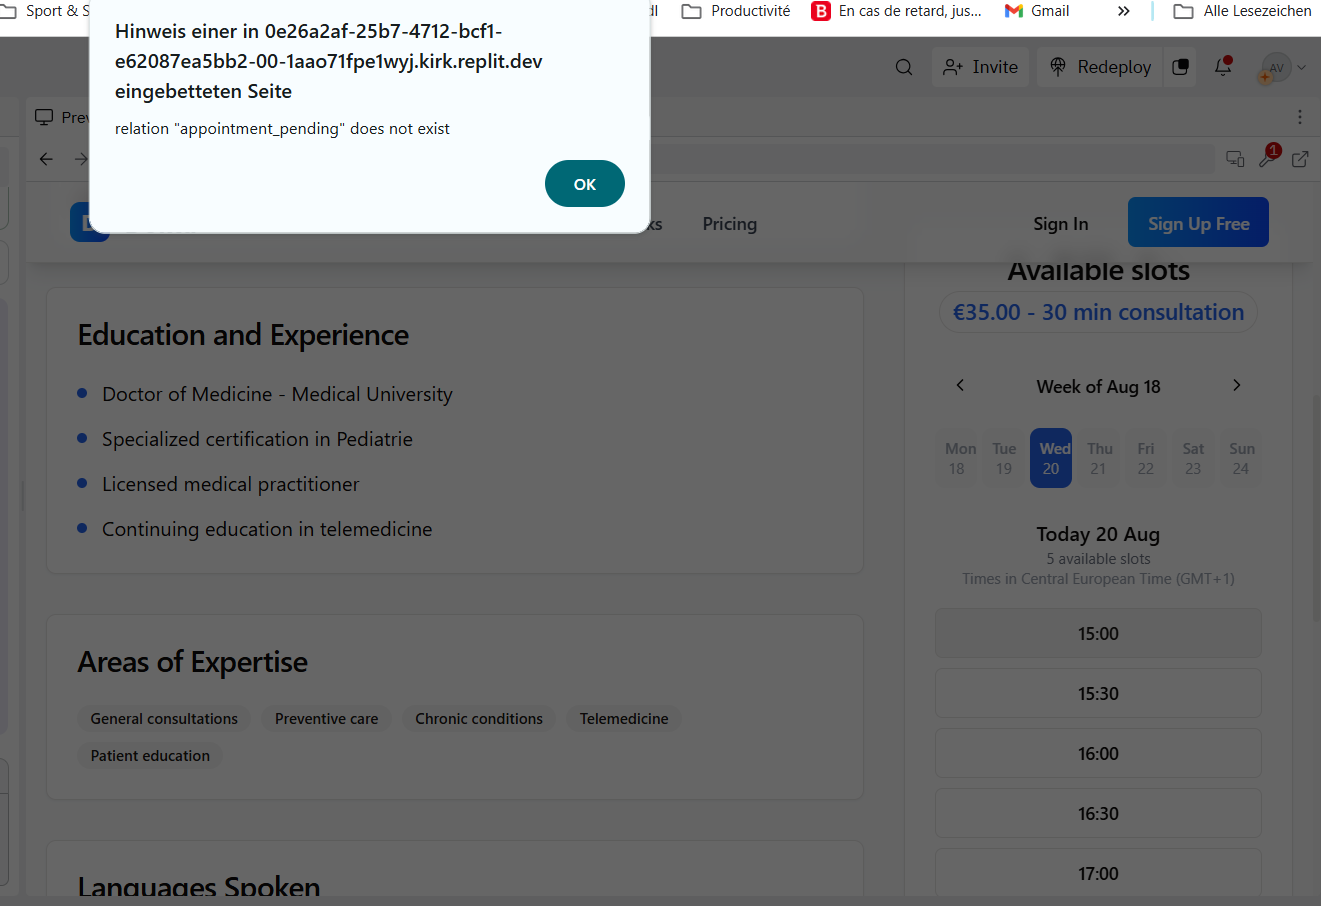 Sport & S
Productivité
En cas de retard, jus...
Gmail
Alle Lesezeichen
Hinweis einer in 0e26a2af-25b7-4712-bcf1-
e62087ea5bb2-00-1aao71fpe1wyj.kirk.replit.dev
eingebetteten Seite
relation "appointment_pending" does not exist
OK
Invite
Redeploy
AV
1
Pricing
Sign In
Sign Up Free
Education and Experience
Doctor of Medicine - Medical University
Specialized certification in Pediatrie
Licensed medical practitioner
Continuing education in telemedicine
Areas of Expertise
General consultations
Preventive care
Chronic conditions
Telemedicine
Patient education
Languages Spoken
Available slots
€35.00 - 30 min consultation
Week of Aug 18
Mon Tue Wed Thu Fri Sat Sun
18 19 20 21 22 23 24
Today 20 Aug
5 available slots
Times in Central European Time (GMT+1)
15:00
15:30
16:00
16:30
17:00